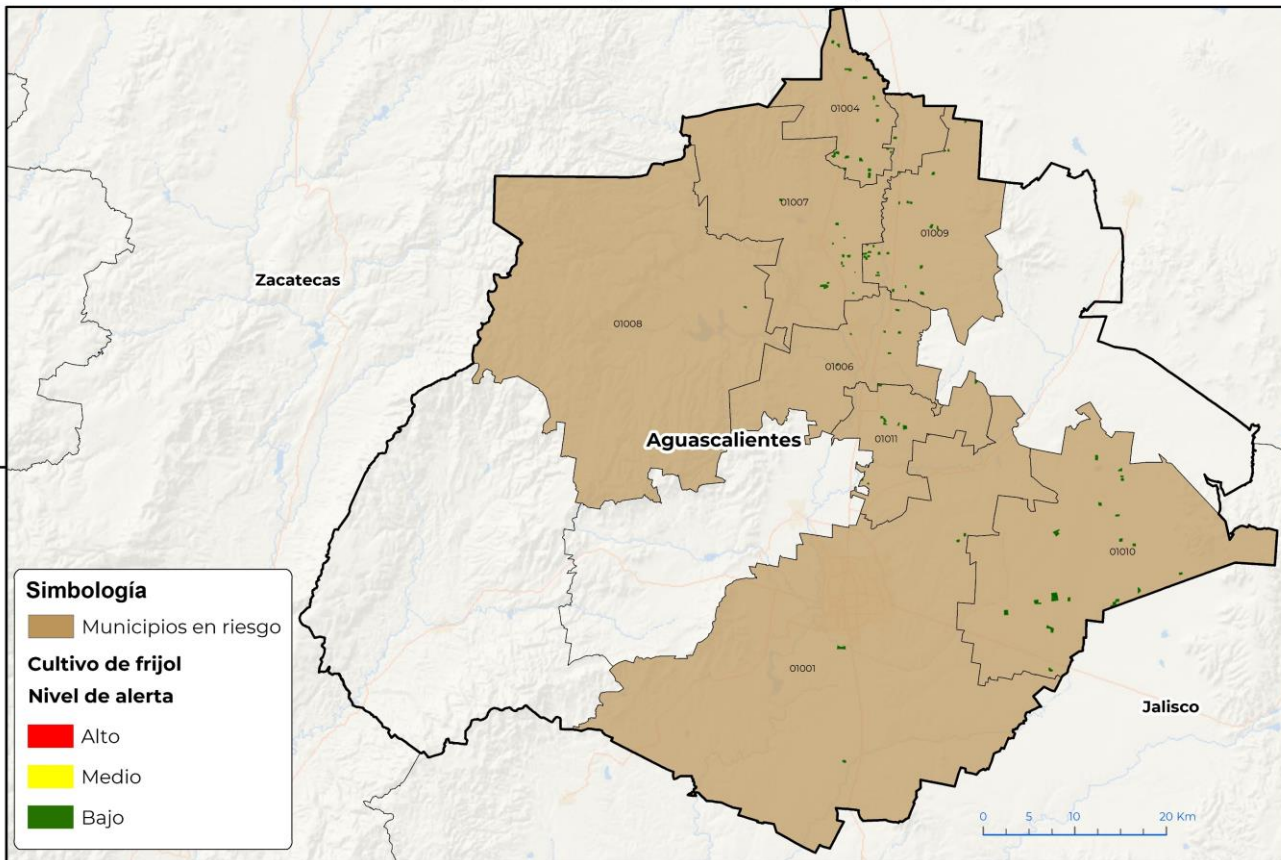 01004
01007
01009
Zacatecas
01008
01006
Aguascalientes
01011
01010
01001
Jalisco
Simbología
Municipios en riesgo
Cultivo de frijol
Nivel de alerta
Alto
Medio
Bajo
0 5 10 20 Km